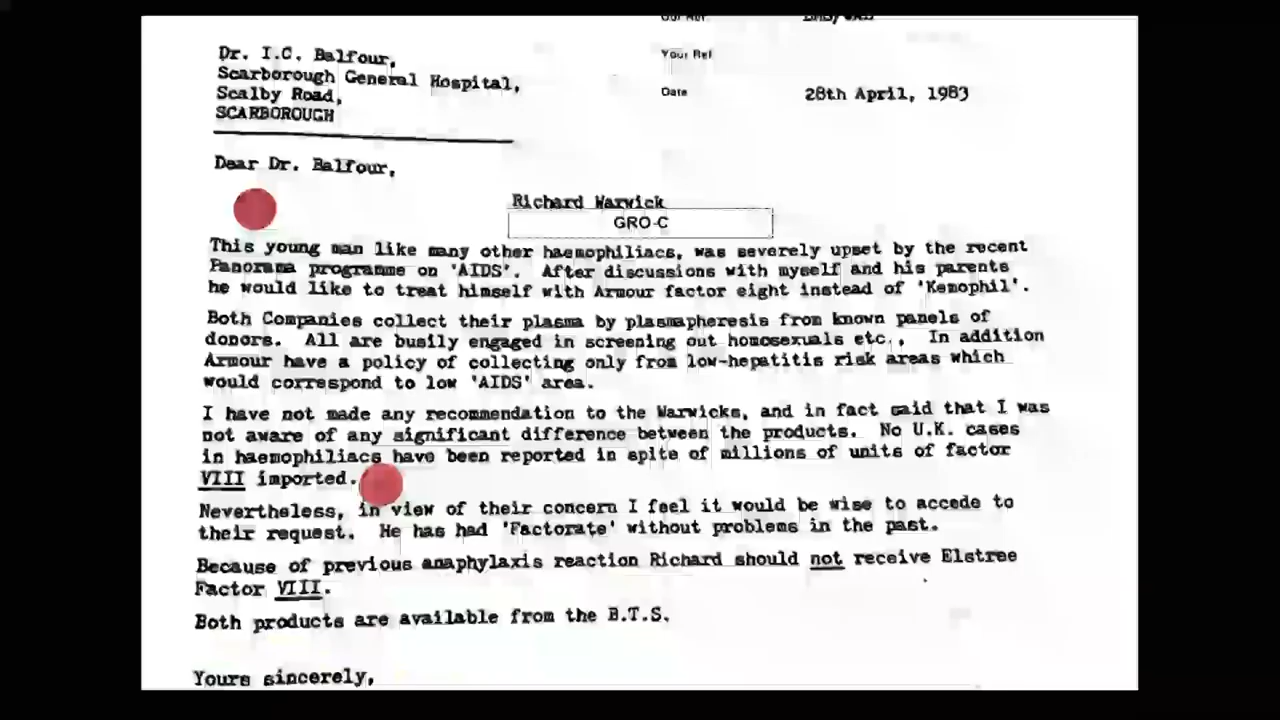 Your Ref
Date 28th April, 1983
Dr. I.C. Balfour,
Scarborough General Hospital,
Scalby Road,
SCARBOROUGH
Dear Dr. Balfour,
Richard Warwick
GRO-C
This young man like many other haemophiliacs, was severely upset by the recent
Panorama programme on 'AIDS'. After discussions with myself and his parents
he would like to treat himself with Armour factor eight instead of 'Kemophil'.
Both Companies collect their plasma by plasmapheresis from known panels of
donors. All are busily engaged in screening out homosexuals etc., In addition
Armour have a policy of collecting only from low-hepatitis risk areas which
would correspond to low 'AIDS' area.
I have not made any recommendation to the Warwicks, and in fact said that I was
not aware of any significant difference between the products. No U.K. cases
in haemophiliacs have been reported in spite of millions of units of factor
VIII imported.
Nevertheless, in view of their concern I feel it would be wise to accede to
their request. He has had 'Factorate' without problems in the past.
Because of previous anaphylaxis reaction Richard should not receive Elstree
Factor VIII.
Both products are available from the B.T.S.
Yours sincerely,